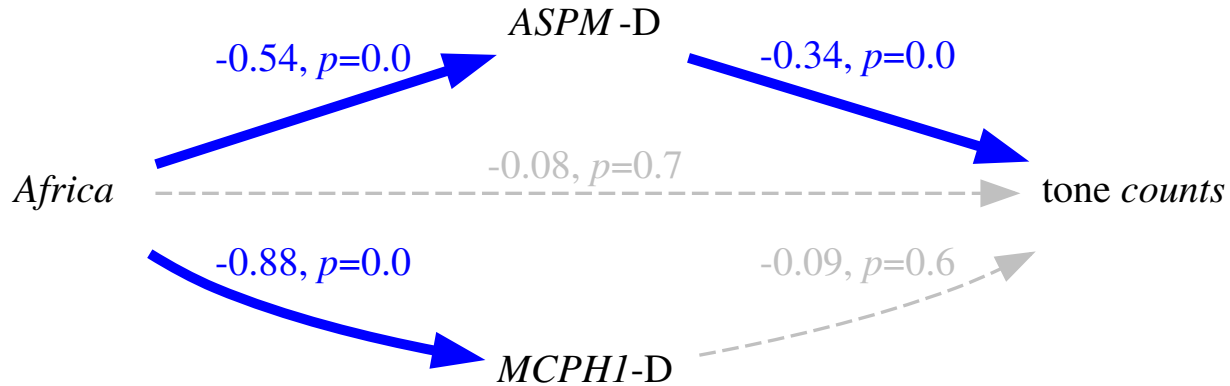 ASPM -D
-0.54, p=0.0
-0.34, p=0.0
-0.08, p=0.7
Africa
tone counts
-0.88, p=0.0
-0.09, p=0.6
MCPH1-D